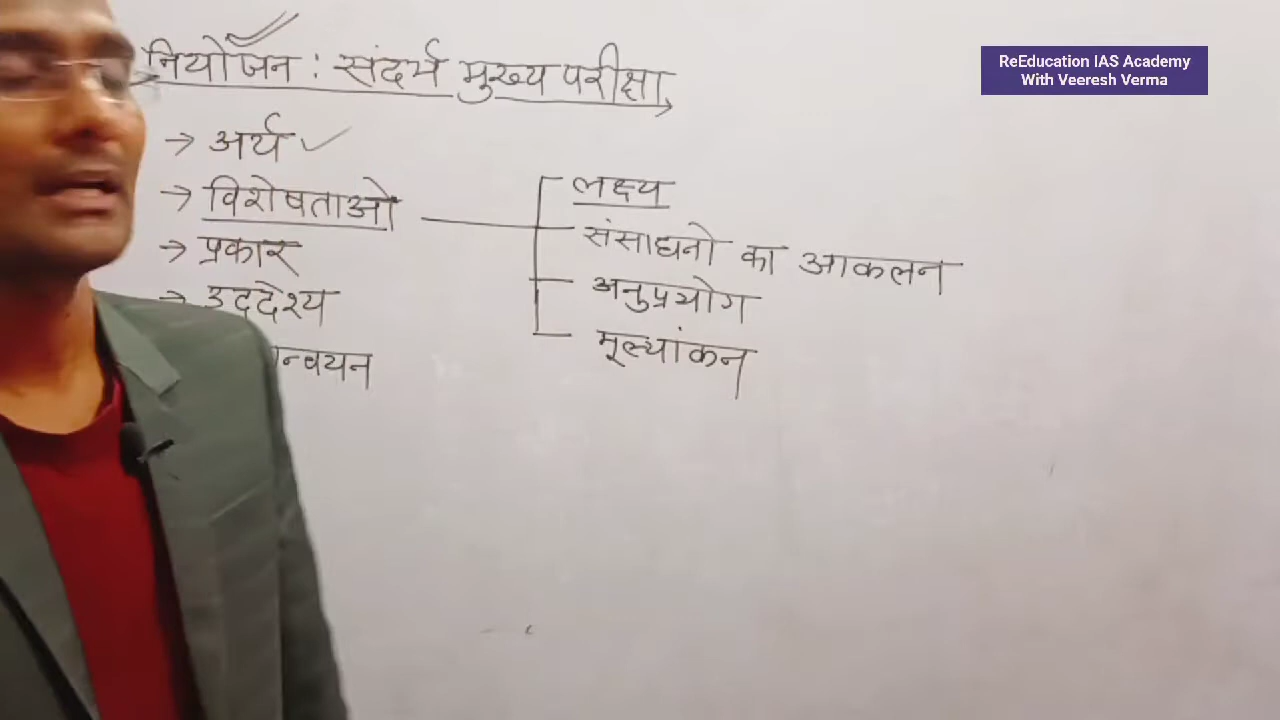 नियोजन : संदर्भ मुख्य परीक्षा
ReEducation IAS Academy
With Veeresh Verma
→ अर्थ ✓
→ विशेषताओ
→ प्रकार
→ उद्देश्य
न्वयन
लक्ष्य
संसाधनो का आकलन
अनुप्रयोग
मूल्यांकन